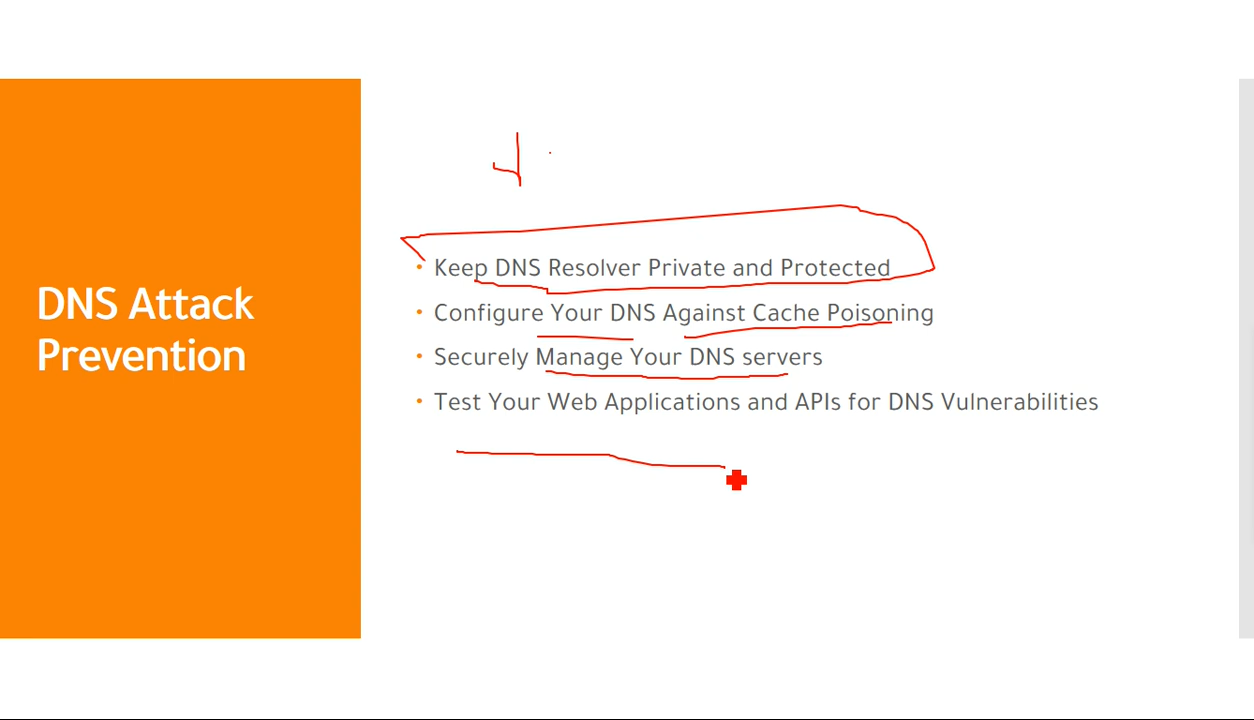 DNS Attack
Prevention
• Keep DNS Resolver Private and Protected
• Configure Your DNS Against Cache Poisoning
• Securely Manage Your DNS servers
• Test Your Web Applications and APIs for DNS Vulnerabilities